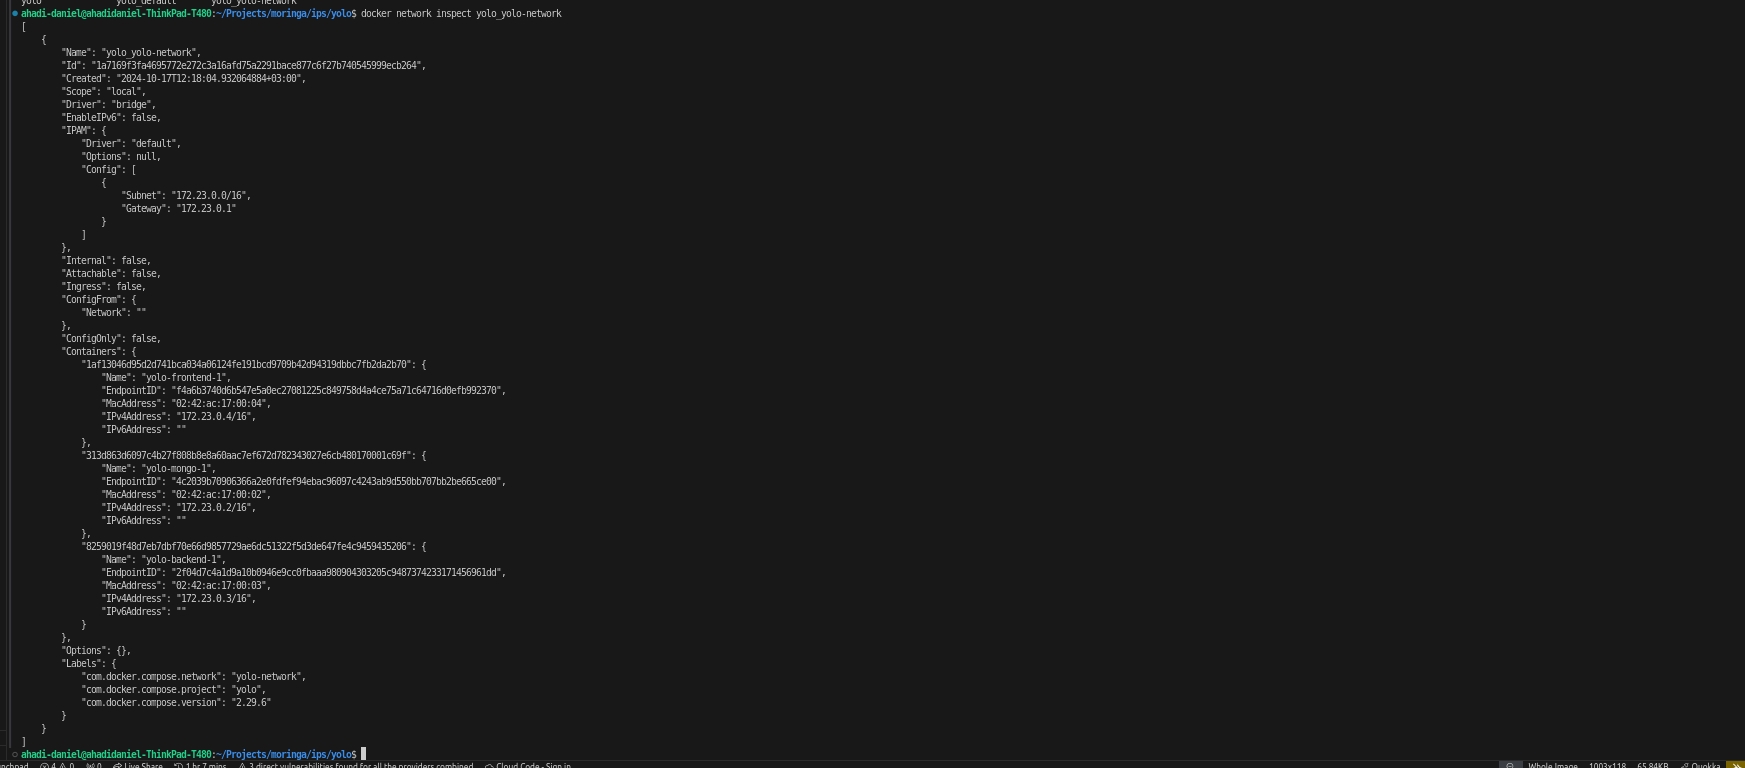 yolo yolo_default yolo_yolo-network
ahadi-daniel@ahadidaniel-ThinkPad-T480:~/Projects/moringa/ips/yolo$ docker network inspect yolo_yolo-network
[
    {
        "Name": "yolo_yolo-network",
        "Id": "1a7169f3fa4695772e272c3a16afd75a2291bace877c6f27b740545999ecb264",
        "Created": "2024-10-17T12:18:04.932064884+03:00",
        "Scope": "local",
        "Driver": "bridge",
        "EnableIPv6": false,
        "IPAM": {
            "Driver": "default",
            "Options": null,
            "Config": [
                {
                    "Subnet": "172.23.0.0/16",
                    "Gateway": "172.23.0.1"
                }
            ]
        },
        "Internal": false,
        "Attachable": false,
        "Ingress": false,
        "ConfigFrom": {
            "Network": ""
        },
        "ConfigOnly": false,
        "Containers": {
            "1af13046d95d2d741bca034a06124fe191bcd9709b42d94319dbbc7fb2da2b70": {
                "Name": "yolo-frontend-1",
                "EndpointID": "f4a6b3740d6b547e5a0ec27081225c849758d4a4ce75a71c64716d0efb992370",
                "MacAddress": "02:42:ac:17:00:04",
                "IPv4Address": "172.23.0.4/16",
                "IPv6Address": ""
            },
            "313d863d6097c4b27f808b8e8a60aac7ef672d782343027e6cb480170001c69f": {
                "Name": "yolo-mongo-1",
                "EndpointID": "4c2039b70906366a2e0fdfef94ebac96097c4243ab9d550bb707bb2be665ce00",
                "MacAddress": "02:42:ac:17:00:02",
                "IPv4Address": "172.23.0.2/16",
                "IPv6Address": ""
            },
            "8259019f48d7eb7dbf70e66d9857729ae6dc51322f5d3de647fe4c9459435206": {
                "Name": "yolo-backend-1",
                "EndpointID": "2f04d7c4a1d9a10b0946e9cc0fbaaa980904303205c9487374233171456961dd",
                "MacAddress": "02:42:ac:17:00:03",
                "IPv4Address": "172.23.0.3/16",
                "IPv6Address": ""
            }
        },
        "Options": {},
        "Labels": {
            "com.docker.compose.network": "yolo-network",
            "com.docker.compose.project": "yolo",
            "com.docker.compose.version": "2.29.6"
        }
    }
]
ahadi-daniel@ahadidaniel-ThinkPad-T480:~/Projects/moringa/ips/yolo$
nchpad 4 0 0 Live Share 1 hr 7 mins 3 direct vulnerabilities found for all the providers combined Cloud Code - Sign in Whole Image 1003x118 65.84KB Quokka